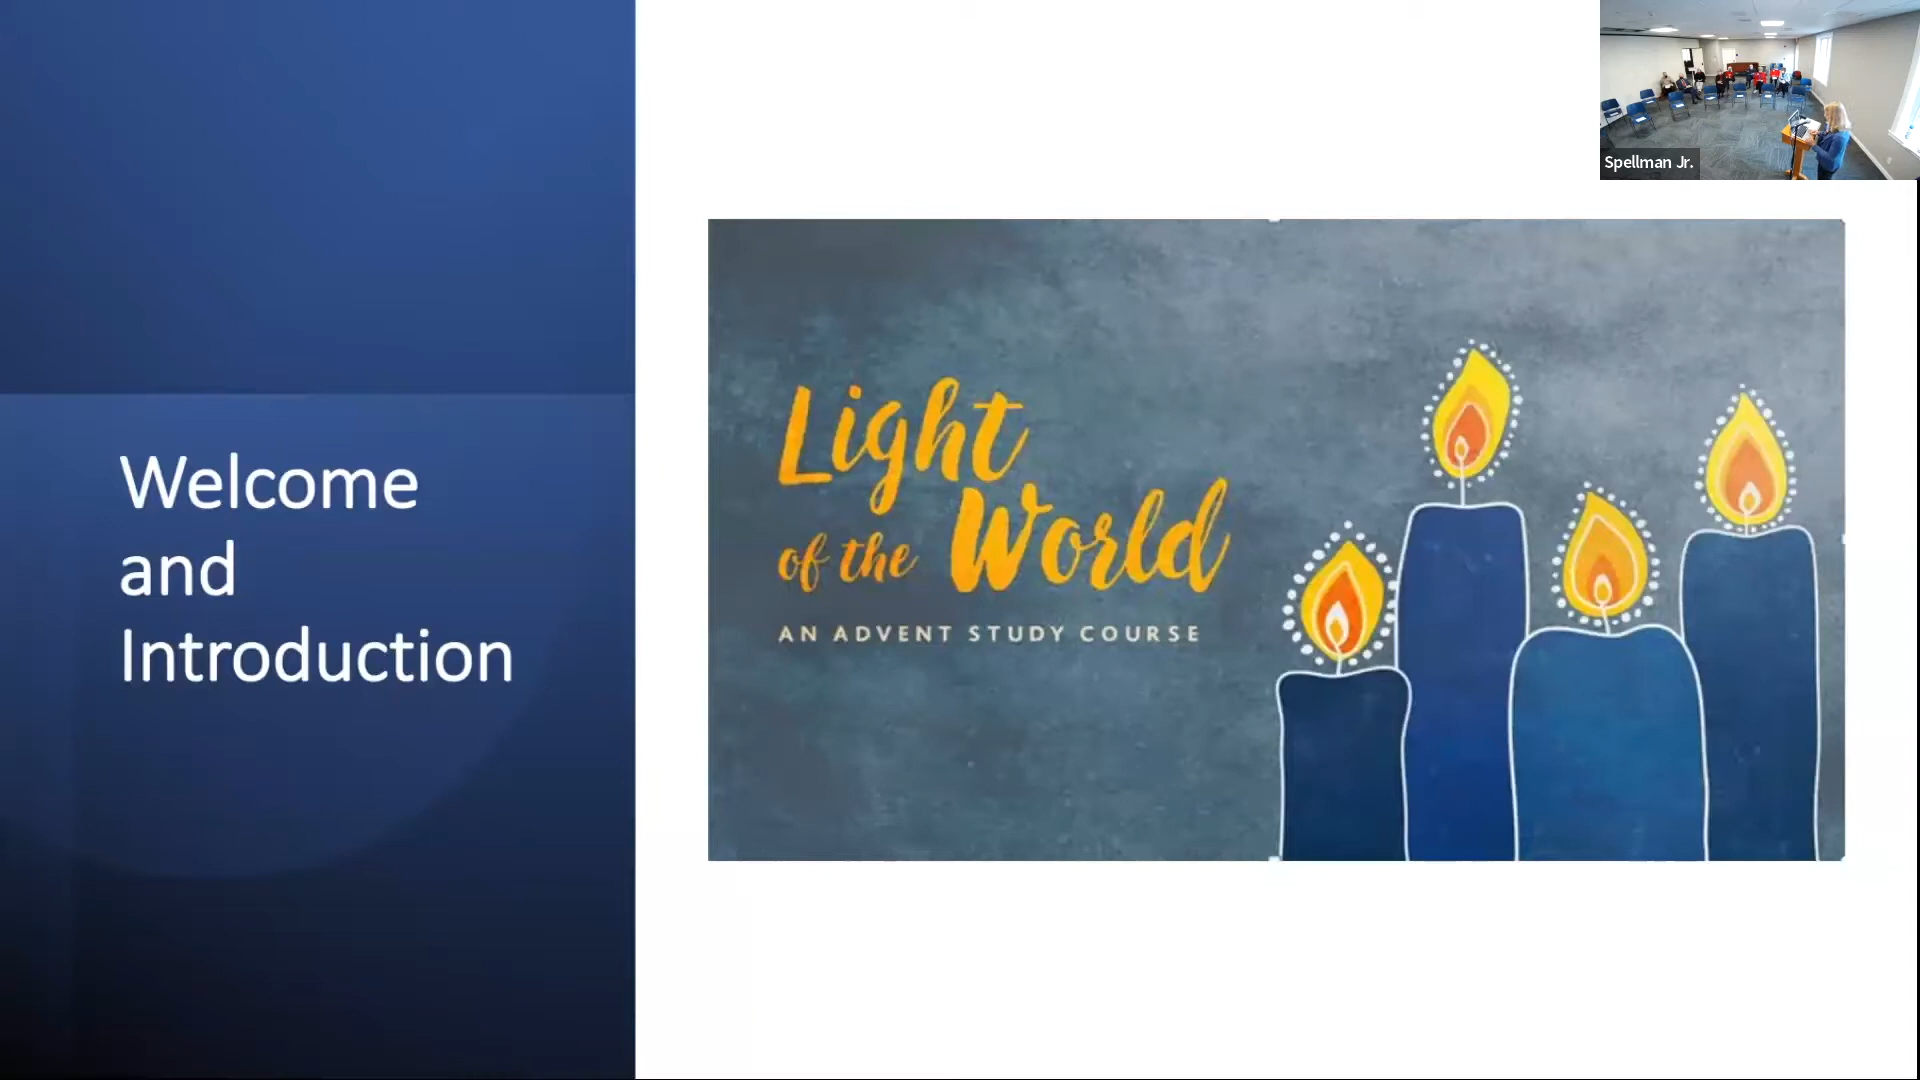 Welcome
and
Introduction
Light
of the World
AN ADVENT STUDY COURSE
Spellman Jr.